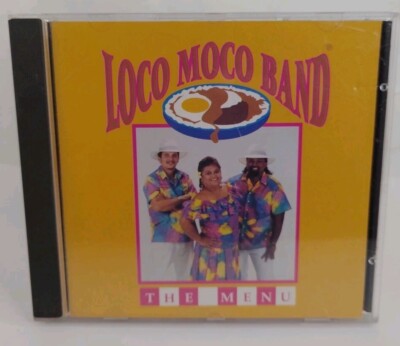 LOCO MOCO BAND
THE MENU